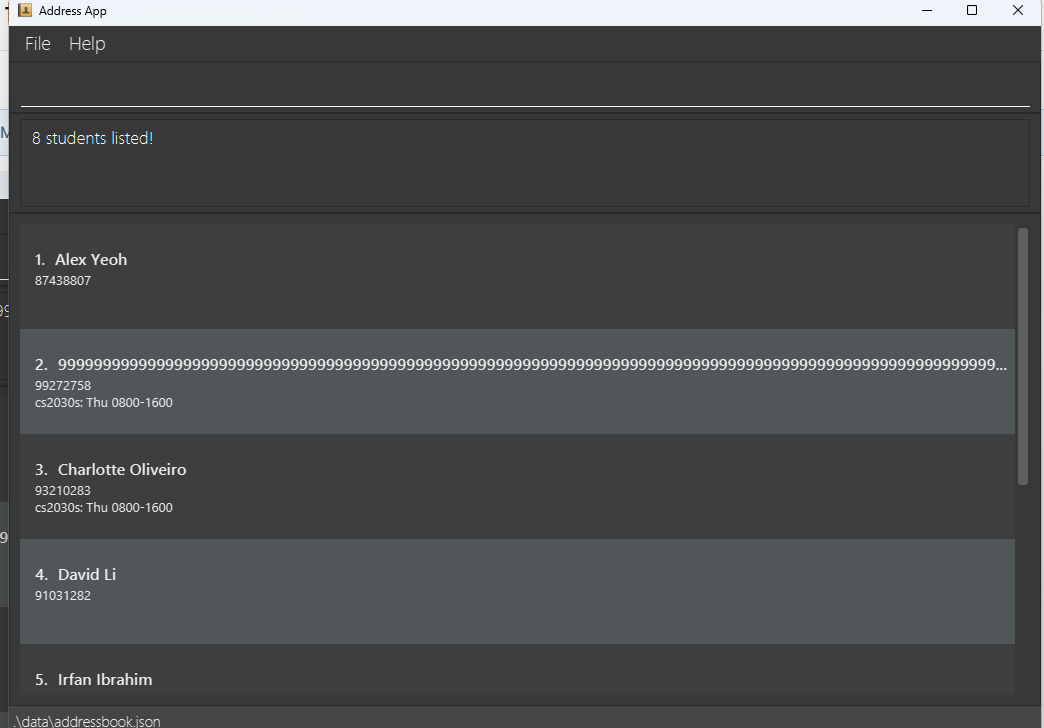 Address App
File Help
8 students listed!
1. Alex Yeoh
87438807
2. 99999999999999999999999999999999999999999999999999999999999999999999999999999999999999999999999999999999999999...
99272758
cs2030s: Thu 0800-1600
3. Charlotte Oliveiro
93210283
cs2030s: Thu 0800-1600
4. David Li
91031282
5. Irfan Ibrahim
.\data\addressbook.json